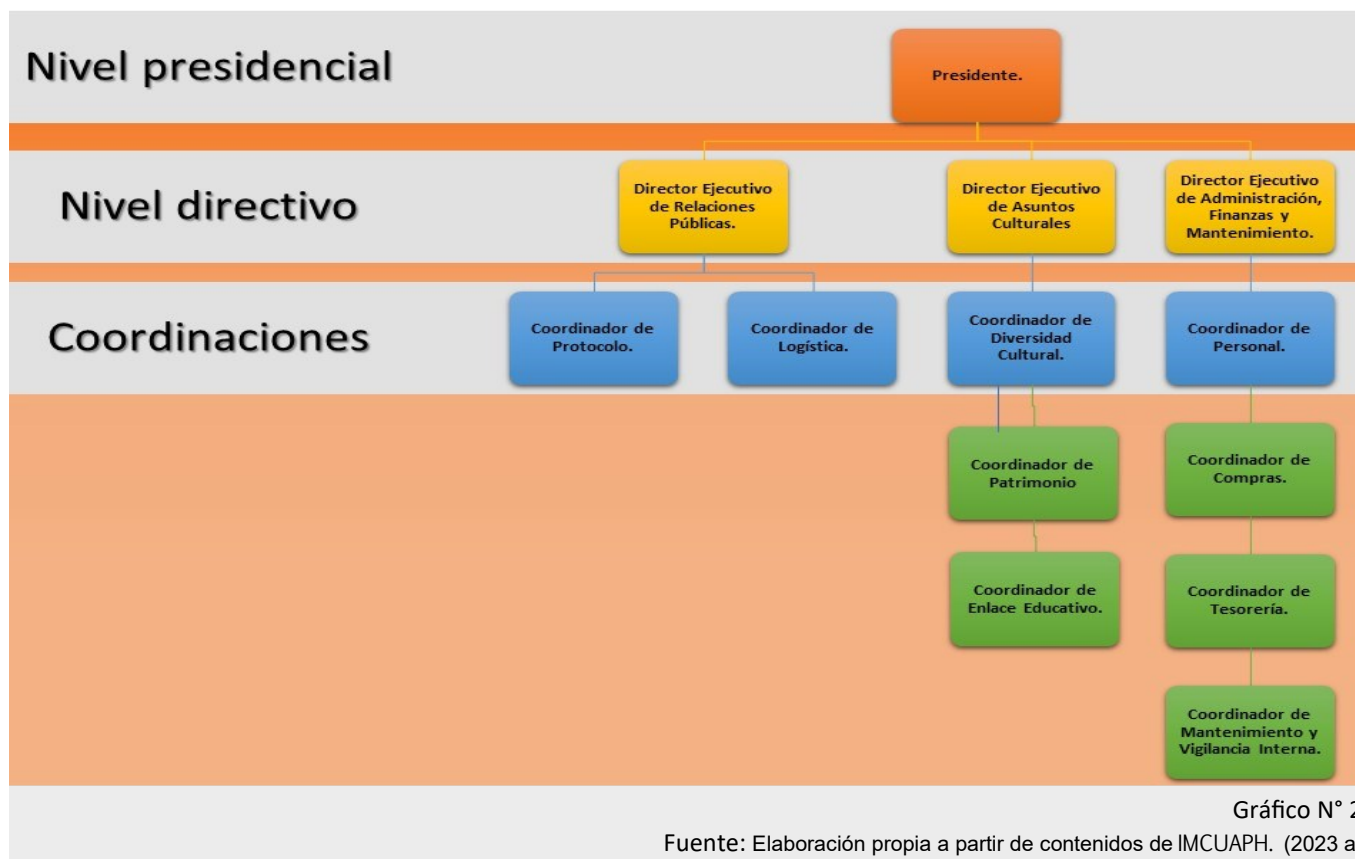 Nivel presidencial
Presidente.
Nivel directivo
Director Ejecutivo
de Relaciones
Públicas.
Director Ejecutivo
de Asuntos
Culturales
Director Ejecutivo
de Administración,
Finanzas y
Mantenimiento.
Coordinaciones
Coordinador de
Protocolo.
Coordinador de
Logística.
Coordinador de
Diversidad
Cultural.
Coordinador de
Personal.
Coordinador de
Patrimonio
Coordinador de
Compras.
Coordinador de
Enlace Educativo.
Coordinador de
Tesorería.
Coordinador de
Mantenimiento y
Vigilancia Interna.
Gráfico N° 2
Fuente: Elaboración propia a partir de contenidos de IMCUAPH. (2023 a